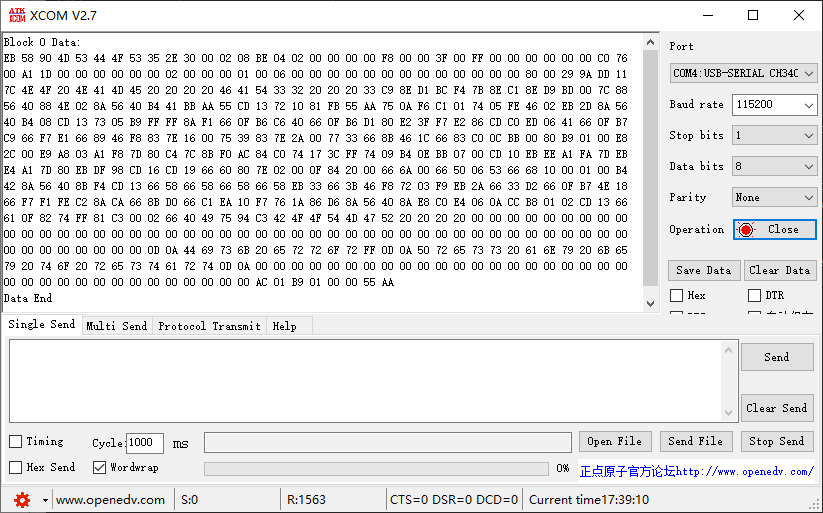 ATK
XCOM XCOM V2.7
Block 0 Data:
EB 58 90 4D 53 44 4F 53 35 2E 30 00 02 08 BE 04 02 00 00 00 00 F8 00 00 3F 00 FF 00 00 00 00 00 00 C0 76
00 A1 1D 00 00 00 00 00 00 02 00 00 00 01 00 06 00 00 00 00 00 00 00 00 00 00 00 00 00 80 00 29 9A DD 11
7C 4E 4F 20 4E 41 4D 45 20 20 20 20 46 41 54 33 32 20 20 20 33 C9 8E D1 BC F4 7B 8E C1 8E D9 BD 00 7C 88
56 40 88 4E 02 8A 56 40 B4 41 BB AA 55 CD 13 72 10 81 FB 55 AA 75 0A F6 C1 01 74 05 FE 46 02 EB 2D 8A 56
40 B4 08 CD 13 73 05 B9 FF FF 8A F1 66 0F B6 C6 40 66 0F B6 D1 80 E2 3F F7 E2 86 CD C0 ED 06 41 66 0F B7
C9 66 F7 E1 66 89 46 F8 83 7E 16 00 75 39 83 7E 2A 00 77 33 66 8B 46 1C 66 83 C0 0C BB 00 80 B9 01 00 E8
2C 00 E9 A8 03 A1 F8 7D 80 C4 7C 8B F0 AC 84 C0 74 17 3C FF 74 09 B4 0E BB 07 00 CD 10 EB EE A1 FA 7D EB
E4 A1 7D 80 EB DF 98 CD 16 CD 19 66 60 80 7E 02 00 0F 84 20 00 66 6A 00 66 50 06 53 66 68 10 00 01 00 B4
42 8A 56 40 8B F4 CD 13 66 58 66 58 66 58 66 58 EB 33 66 3B 46 F8 72 03 F9 EB 2A 66 33 D2 66 0F B7 4E 18
66 F7 F1 FE C2 8A CA 66 8B D0 66 C1 EA 10 F7 76 1A 86 D6 8A 56 40 8A E8 C0 E4 06 0A CC B8 01 02 CD 13 66
61 0F 82 74 FF 81 C3 00 02 66 40 49 75 94 C3 42 4F 4F 54 4D 47 52 20 20 20 20 00 00 00 00 00 00 00 00 00
00 00 00 00 00 00 00 00 00 00 00 00 00 00 00 00 00 00 00 00 00 00 00 00 00 00 00 00 00 00 00 00 00 00 00
00 00 00 00 00 00 00 0D 0A 44 69 73 6B 20 65 72 72 6F 72 FF 0D 0A 50 72 65 73 73 20 61 6E 79 20 6B 65
79 20 74 6F 20 72 65 73 74 61 72 74 0D 0A 00 00 00 00 00 00 00 00 00 00 00 00 00 00 00 00 00 00 00 00 00
00 00 00 00 00 00 00 00 00 00 00 00 AC 01 B9 01 00 00 55 AA
Data End
Port
COM4:USB-SERIAL CH34
Baud rate 115200
Stop bits 1
Data bits 8
Parity None
Operation Close
Save Data Clear Data
Hex DTR
Single Send Multi Send Protocol Transmit Help
Send
Clear Send
Timing Cycle: 1000 ms Open File Send File Stop Send
Hex Send Wordwrap 0% 正点原子官方论坛http://www.openedv.com/
www.openedv.com S:0 R:1563 CTS=0 DSR=0 DCD=0 Current time17:39:10